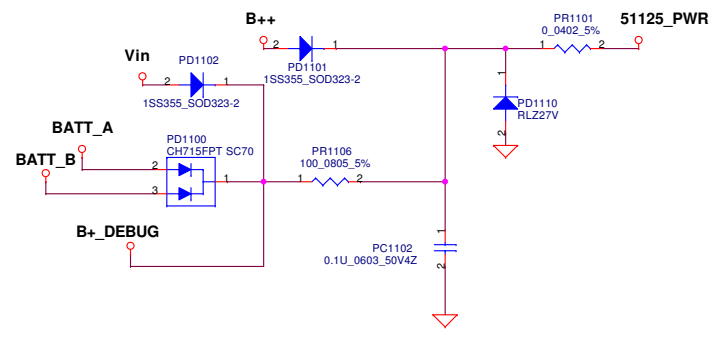 B++
PR1101
0_0402_5%
51125_PWR
2
1
1
2
PD1101
1SS355_SOD323-2
Vin
PD1102
2
1
1SS355_SOD323-2
1
PD1110
RLZ27V
2
BATT_A
PD1100
CH715FPT SC70
BATT_B
2
3
1
PR1106
100_0805_5%
1
2
B+_DEBUG
1
PC1102
0.1U_0603_50V4Z
2